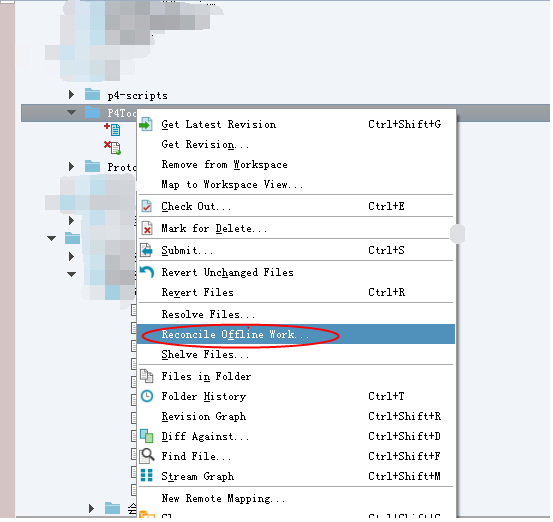 p4-scripts
P4Too
Get Latest Revision Ctrl+Shift+G
Get Revision...
Remove from Workspace
Map to Workspace View...
Check Out... Ctrl+E
Mark for Delete...
Submit... Ctrl+S
Revert Unchanged Files
Revert Files Ctrl+R
Resolve Files...
Reconcile Offline Work...
Shelve Files...
Files in Folder
Folder History Ctrl+T
Revision Graph Ctrl+Shift+R
Diff Against... Ctrl+Shift+D
Find File... Ctrl+Shift+F
Stream Graph Ctrl+Shift+M
New Remote Mapping...
Proto